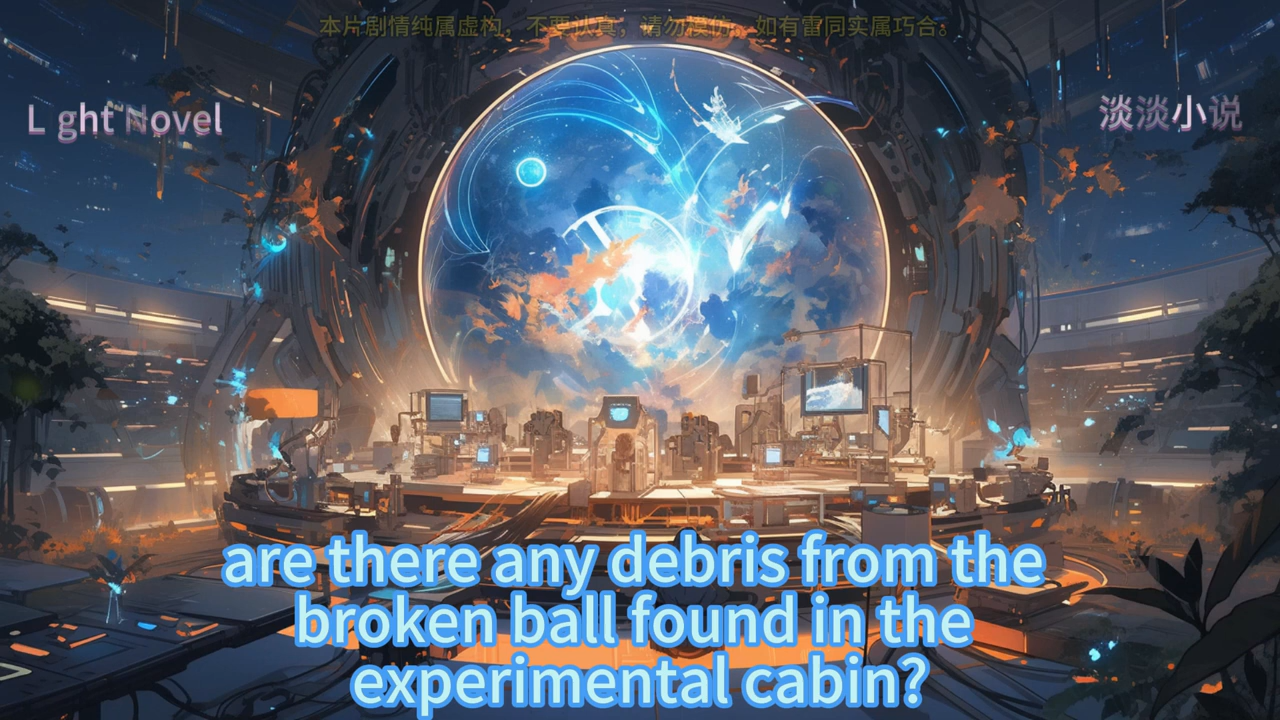 本片剧情纯属虚构，不要认真，请勿模仿，如有雷同实属巧合。
L ght Novel
淡淡小说
are there any debris from the
broken ball found in the
experimental cabin?